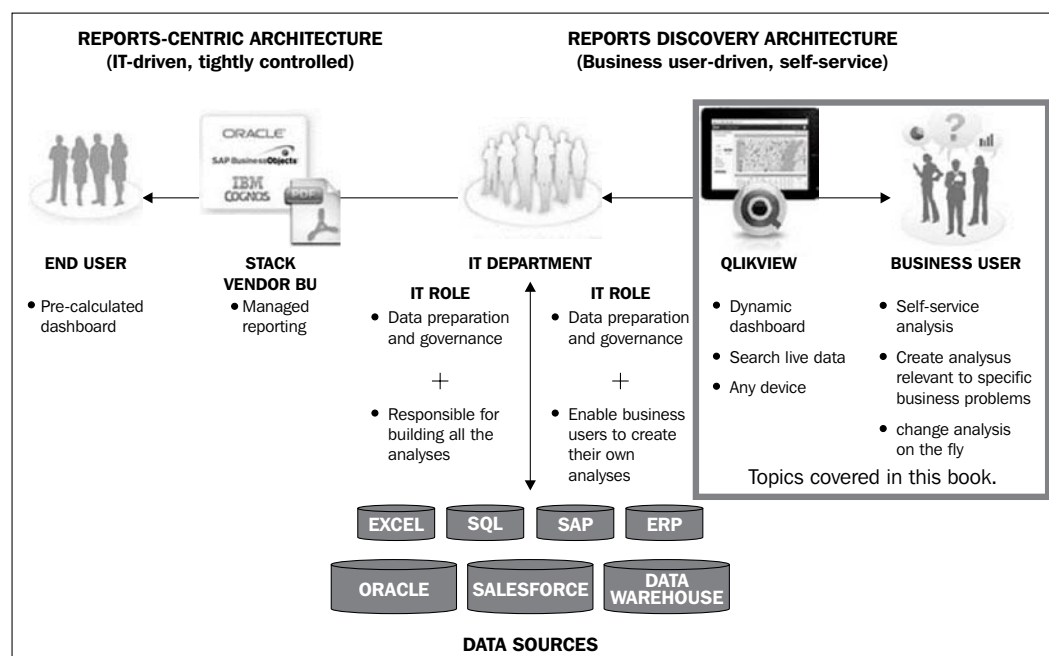 REPORTS-CENTRIC ARCHITECTURE
(IT-driven, tightly controlled)
REPORTS DISCOVERY ARCHITECTURE
(Business user-driven, self-service)
ORACLE
SAP BusinessObjects
IBM
COGNOS
PDF
END USER
• Pre-calculated
dashboard
STACK
VENDOR BU
• Managed
reporting
IT DEPARTMENT
IT ROLE
• Data preparation
and governance
+
• Responsible for
building all the
analyses
IT ROLE
• Data preparation
and governance
+
• Enable business
users to create
their own
analyses
QLIKVIEW
• Dynamic
dashboard
• Search live data
• Any device
?
BUSINESS USER
• Self-service
analysis
• Create analysus
relevant to specific
business problems
• change analysis
on the fly
Topics covered in this book.
EXCEL
SQL
SAP
ERP
ORACLE
SALESFORCE
DATA
WAREHOUSE
DATA SOURCES